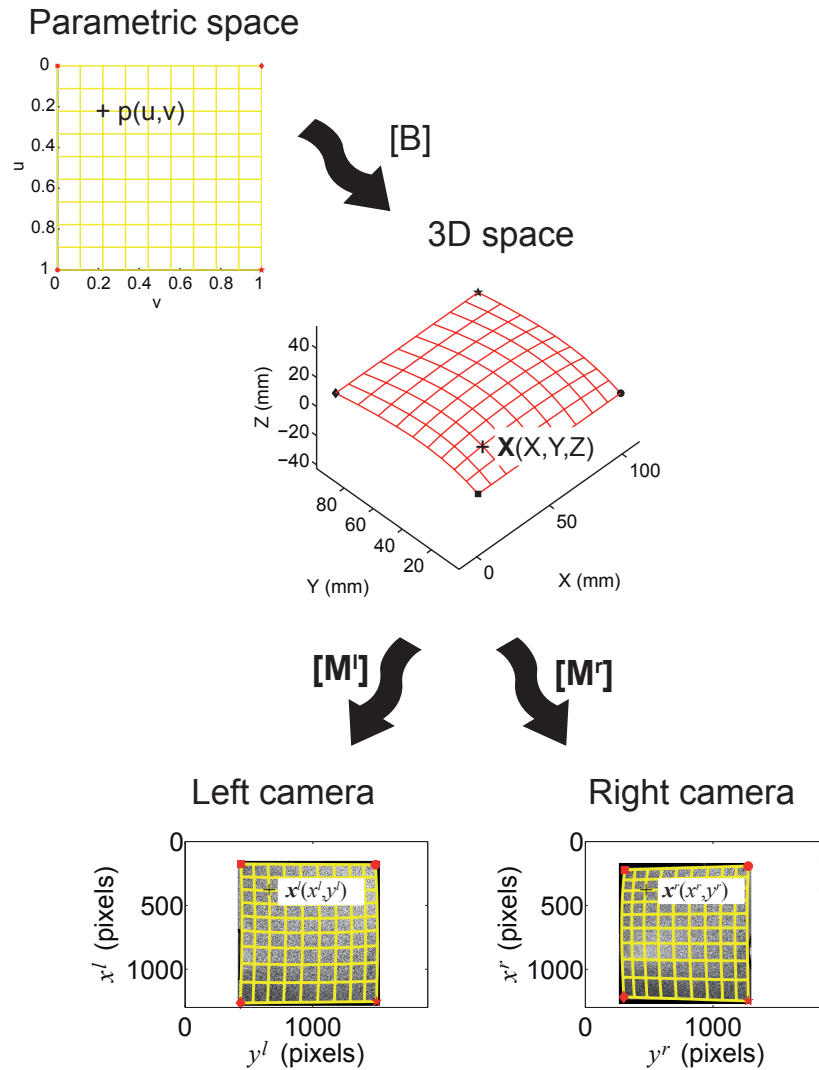 Parametric space
0
0.2
0.4
0.6
0.8
1
u
+ p(u,v)
0 0.2 0.4 0.6 0.8 1
v
[B]
3D space
40
20
0
−20
−40
Z (mm)
+ X(X,Y,Z)
80
60
40
20
Y (mm)
0
50
100
X (mm)
[Mˡ]
[Mʳ]
Left camera
0
500
1000
xˡ (pixels)
xˡ(xˡ,yˡ)
0 1000
yˡ (pixels)
Right camera
0
500
1000
xʳ (pixels)
xʳ(xʳ,yʳ)
0 1000
yʳ (pixels)